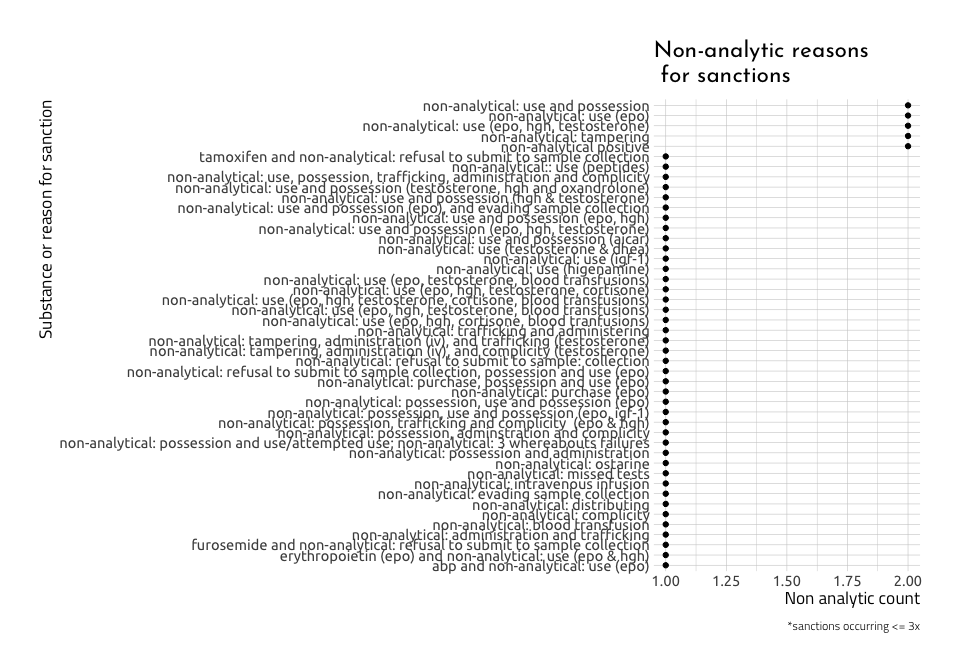 Non-analytic reasons
for sanctions
Substance or reason for sanction
non-analytical: use and possession
non-analytical: use (epo)
non-analytical: use (epo, hgh, testosterone)
non-analytical: tampering
non-analytical positive
tamoxifen and non-analytical: refusal to submit to sample collection
non-analytical:: use (peptides)
non-analytical: use, possession, trafficking, administration and complicity
non-analytical: use and possession (testosterone, hgh and oxandrolone)
non-analytical: use and possession (hgh & testosterone)
non-analytical: use and possession (epo), and evading sample collection
non-analytical: use and possession (epo, hgh)
non-analytical: use and possession (epo, hgh, testosterone)
non-analytical: use and possession (aicar)
non-analytical: use (testosterone & dhea)
non-analytical: use (igf-1)
non-analytical: use (higenamine)
non-analytical: use (epo, testosterone, blood transfusions)
non-analytical: use (epo, hgh, testosterone, cortisone)
non-analytical: use (epo, hgh, testosterone, cortisone, blood transfusions)
non-analytical: use (epo, hgh, testosterone, blood transfusions)
non-analytical: use (epo, hgh, cortisone, blood tranfusions)
non-analytical: trafficking and administering
non-analytical: tampering, administration (iv), and trafficking (testosterone)
non-analytical: tampering, administration (iv), and complicity (testosterone)
non-analytical: refusal to submit to sample: collection
non-analytical: refusal to submit to sample collection, possession and use (epo)
non-analytical: purchase, possession and use (epo)
non-analytical: purchase (epo)
non-analytical: possession, use and possession (epo)
non-analytical: possession, use and possession (epo, igf-1)
non-analytical: possession, trafficking and complicity (epo & hgh)
non-analytical: possession, adminstration and complicity
non-analytical: possession and use/attempted use; non-analytical: 3 whereabouts failures
non-analytical: possession and administration
non-analytical: ostarine
non-analytical: missed tests
non-analytical: intravenous infusion
non-analytical: evading sample collection
non-analytical: distributing
non-analytical: complicity
non-analytical: blood transfusion
non-analytical: administration and trafficking
furosemide and non-analytical: refusal to submit to sample collection
erythropoietin (epo) and non-analytical: use (epo & hgh)
abp and non-analytical: use (epo)
1.00 1.25 1.50 1.75 2.00
Non analytic count
*sanctions occurring <= 3x